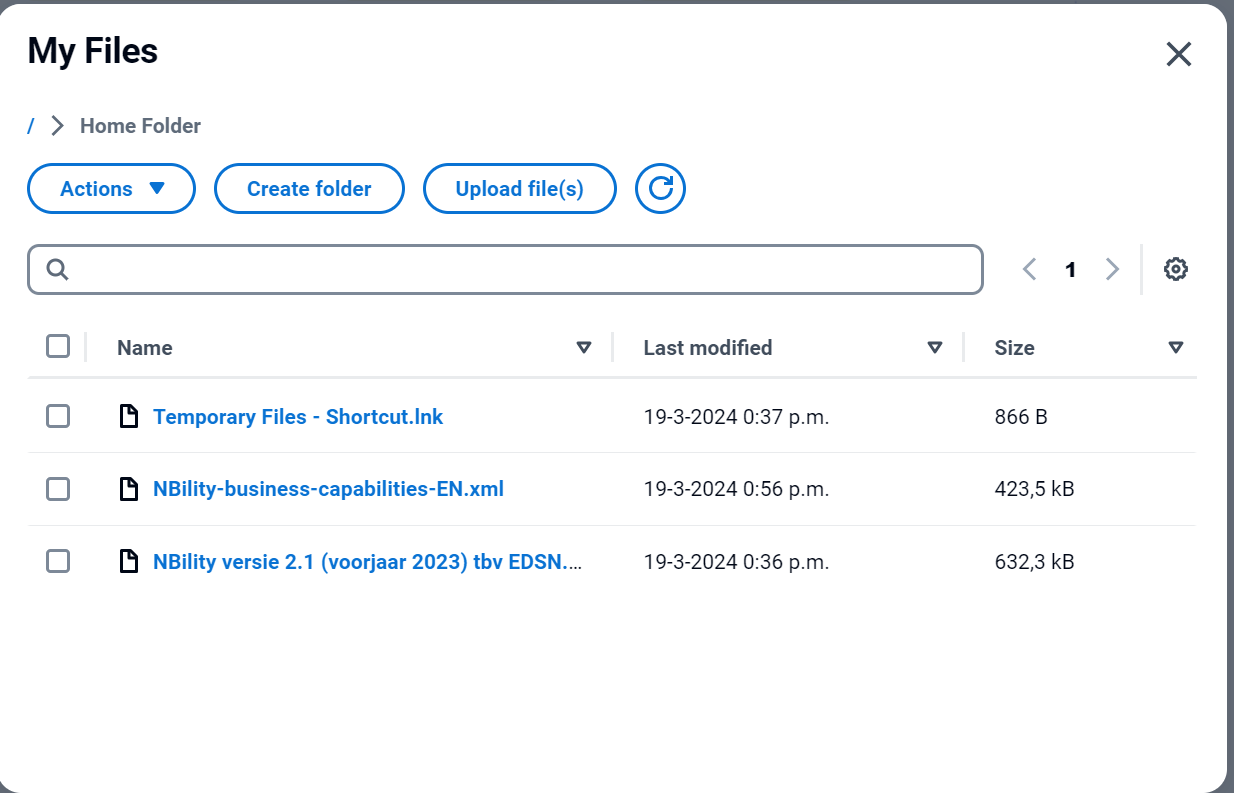 My Files
/ > Home Folder
Actions Create folder Upload file(s)
1
Name Last modified Size
Temporary Files - Shortcut.lnk 19-3-2024 0:37 p.m. 866 B
NBility-business-capabilities-EN.xml 19-3-2024 0:56 p.m. 423,5 kB
NBility versie 2.1 (voorjaar 2023) tbv EDSN.... 19-3-2024 0:36 p.m. 632,3 kB